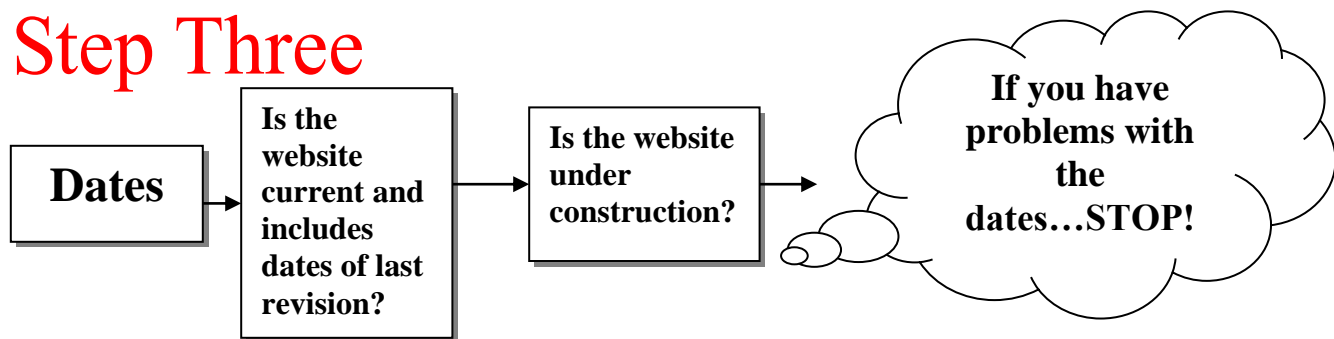 Step Three
Dates
Is the
website
current and
includes
dates of last
revision?
Is the website
under
construction?
If you have
problems with
the
dates…STOP!